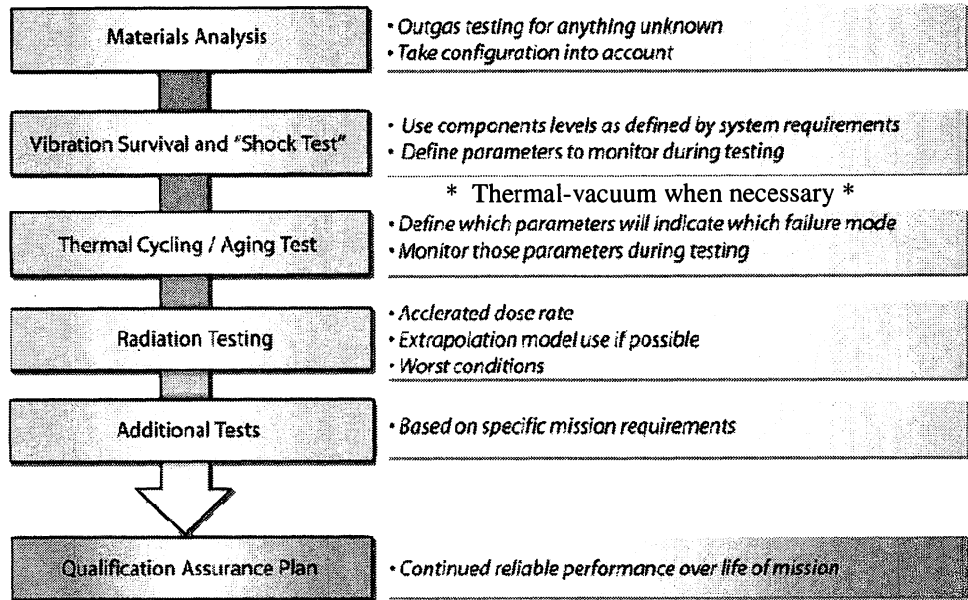 Materials Analysis
• Outgas testing for anything unknown
• Take configuration into account
Vibration Survival and "Shock Test"
• Use components levels as defined by system requirements
• Define parameters to monitor during testing
* Thermal-vacuum when necessary *
Thermal Cycling / Aging Test
• Define which parameters will indicate which failure mode
• Monitor those parameters during testing
Radiation Testing
• Acclerated dose rate
• Extrapolation model use if possible
• Worst conditions
Additional Tests
• Based on specific mission requirements
Qualification Assurance Plan
• Continued reliable performance over life of mission